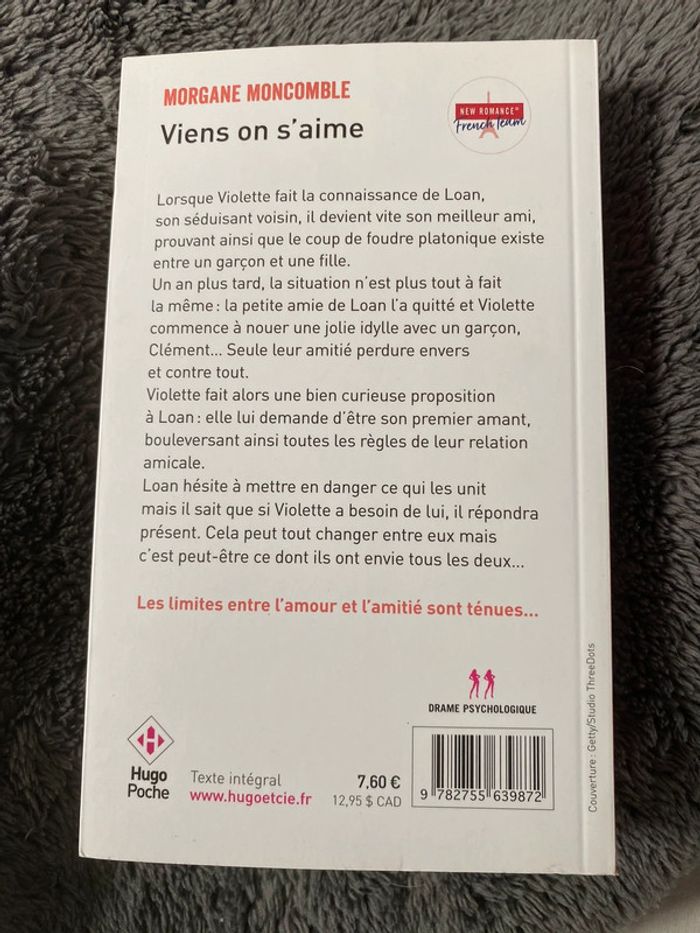 MORGANE MONCOMBLE
Viens on s'aime
NEW ROMANCE™
French Team
Lorsque Violette fait la connaissance de Loan,
son séduisant voisin, il devient vite son meilleur ami,
prouvant ainsi que le coup de foudre platonique existe
entre un garçon et une fille.
Un an plus tard, la situation n'est plus tout à fait
la même : la petite amie de Loan l'a quitté et Violette
commence à nouer une jolie idylle avec un garçon,
Clément... Seule leur amitié perdure envers
et contre tout.
Violette fait alors une bien curieuse proposition
à Loan : elle lui demande d'être son premier amant,
bouleversant ainsi toutes les règles de leur relation
amicale.
Loan hésite à mettre en danger ce qui les unit
mais il sait que si Violette a besoin de lui, il répondra
présent. Cela peut tout changer entre eux mais
c'est peut-être ce dont ils ont envie tous les deux...
Les limites entre l'amour et l'amitié sont ténues...
DRAME PSYCHOLOGIQUE
Hugo
Poche
Texte intégral
www.hugoetcie.fr
7,60 €
12,95 $ CAD
9 782755 639872
Couverture : Getty/Studio ThreeDots